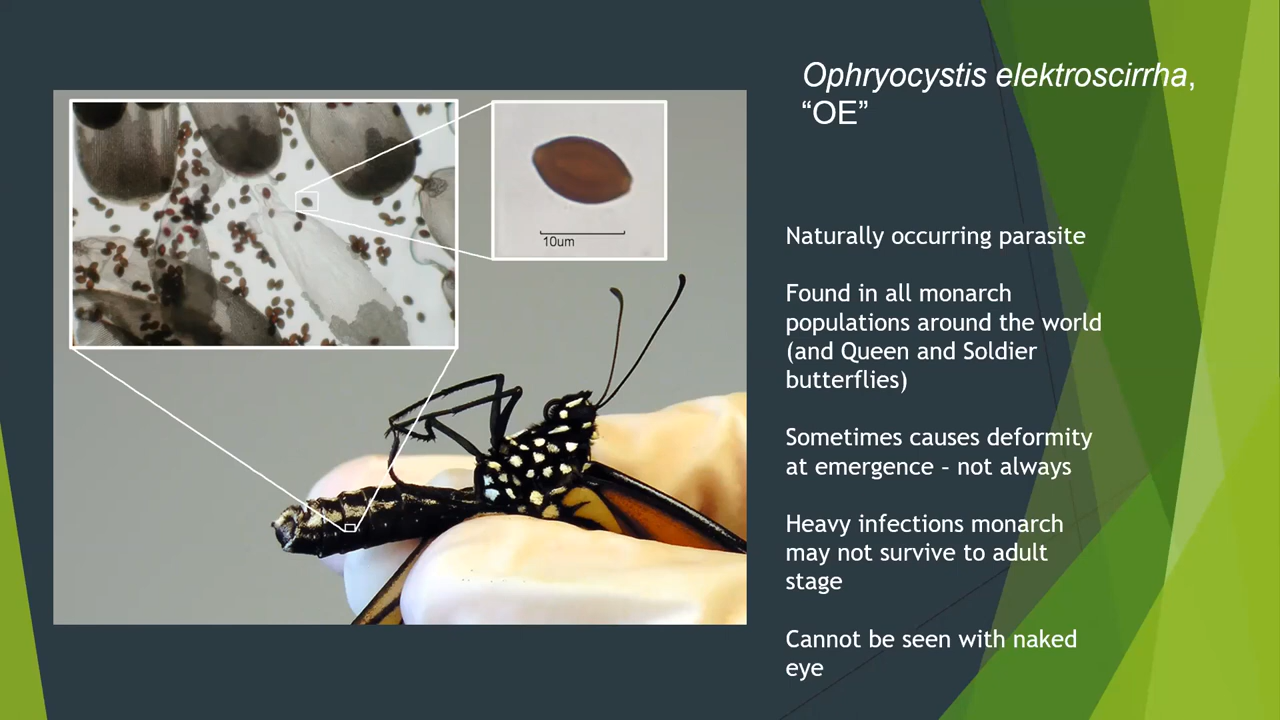 Ophryocystis elektroscirrha,
“OE”
10um
Naturally occurring parasite
Found in all monarch
populations around the world
(and Queen and Soldier
butterflies)
Sometimes causes deformity
at emergence – not always
Heavy infections monarch
may not survive to adult
stage
Cannot be seen with naked
eye